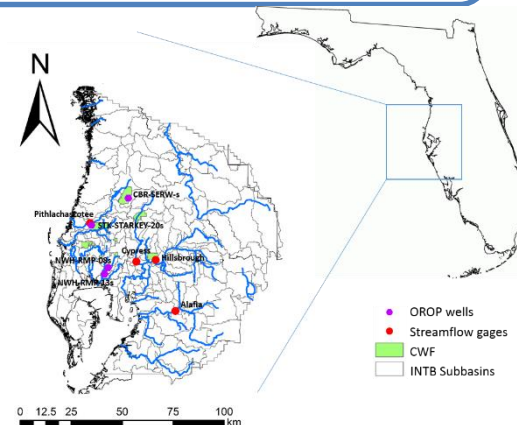 N
CBR-SERW-s
Pithlachascotee
STK-STARKEY-20s
Cypress
Hillsbrough
NWH-RMP-08s
NWH-RMP-13s
Alafia
OROP wells
Streamflow gages
CWF
INTB Subbasins
0 12.5 25 50 75 100
km